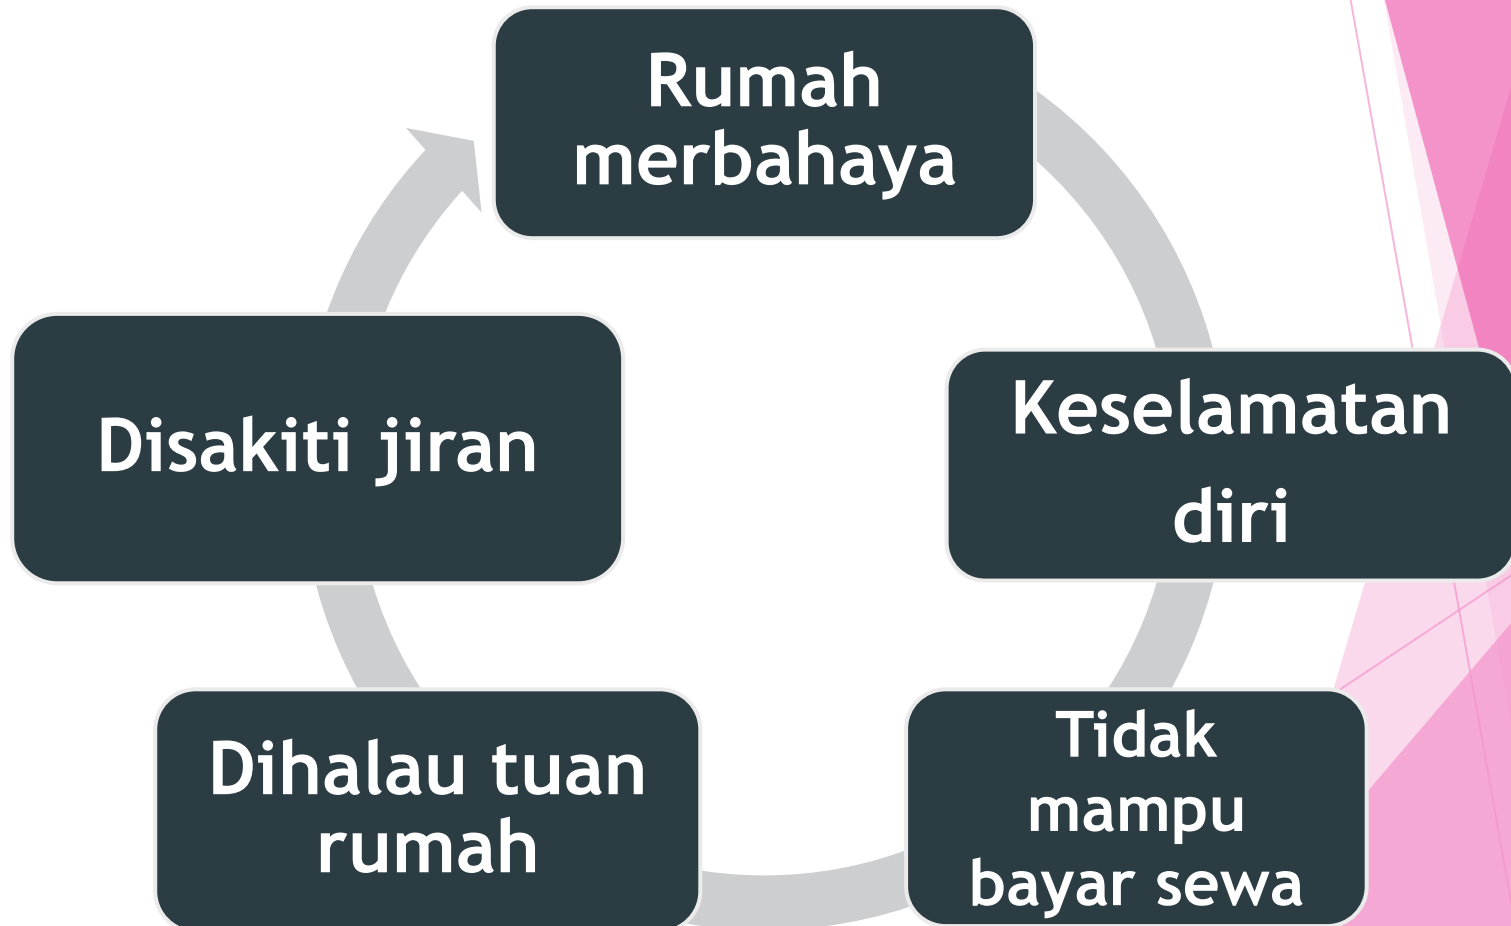 Rumah
merbahaya
Keselamatan
diri
Tidak
mampu
bayar sewa
Dihalau tuan
rumah
Disakiti jiran